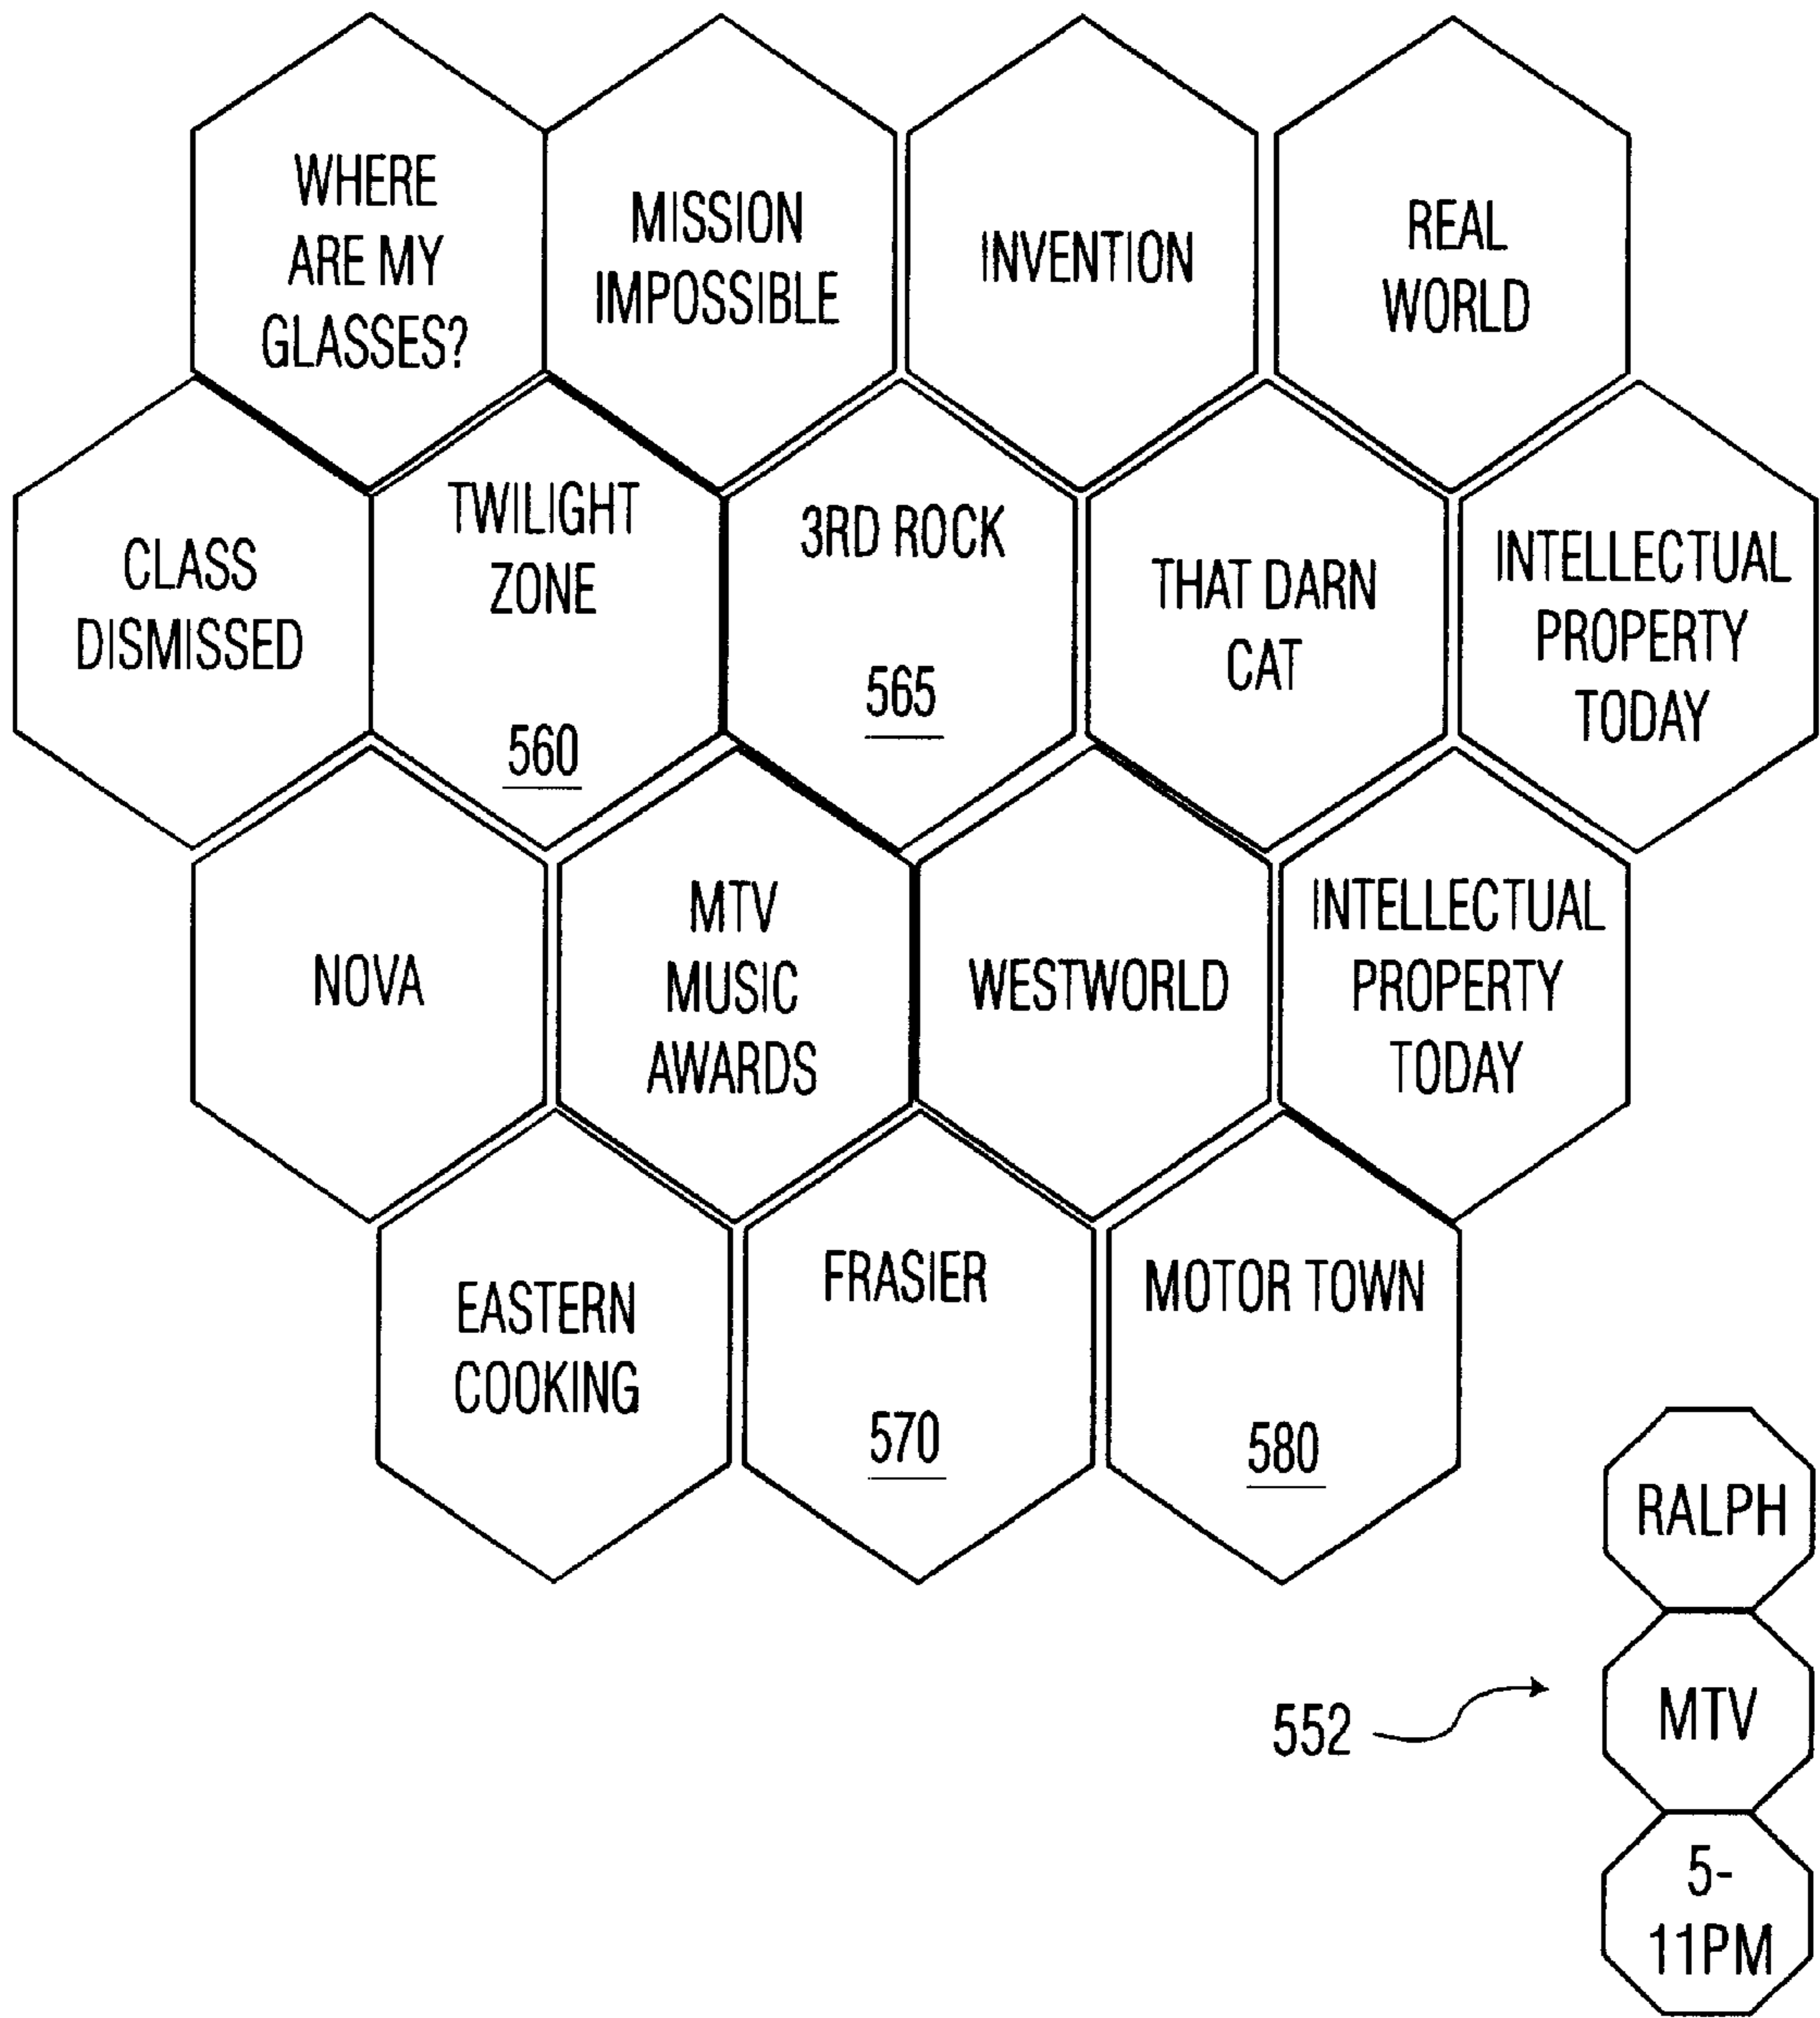 WHERE
ARE MY
GLASSES?
MISSION
IMPOSSIBLE
INVENTION
REAL
WORLD
CLASS
DISMISSED
TWILIGHT
ZONE
560
3RD ROCK
565
THAT DARN
CAT
INTELLECTUAL
PROPERTY
TODAY
NOVA
MTV
MUSIC
AWARDS
WESTWORLD
INTELLECTUAL
PROPERTY
TODAY
EASTERN
COOKING
FRASIER
570
MOTOR TOWN
580
RALPH
552
MTV
5-
11PM